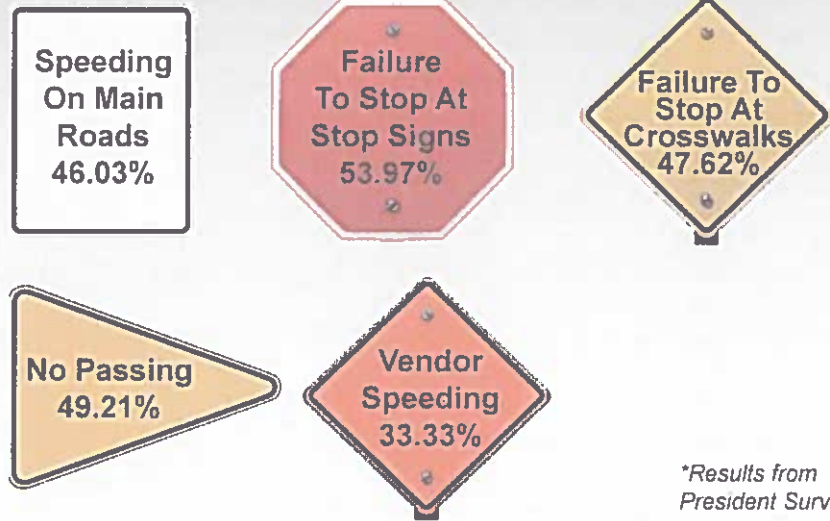 Speeding
On Main
Roads
46.03%
Failure
To Stop At
Stop Signs
53.97%
Failure To
Stop At
Crosswalks
47.62%
No Passing
49.21%
Vendor
Speeding
33.33%
*Results from
President Surv